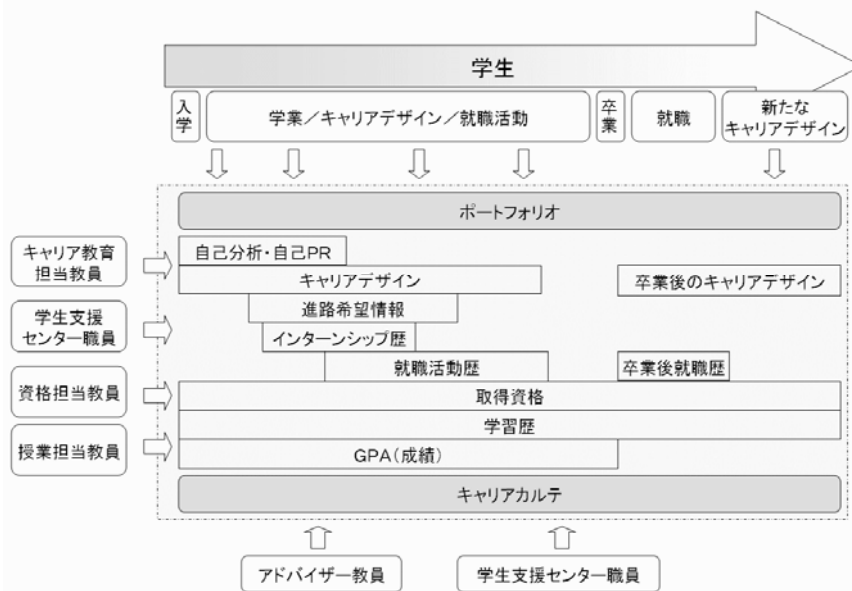 学生
入学
学業／キャリアデザイン／就職活動
卒業
就職
新たな
キャリアデザイン
ポートフォリオ
キャリア教育
担当教員
自己分析・自己PR
キャリアデザイン
卒業後のキャリアデザイン
進路希望情報
学生支援
センター職員
インターンシップ歴
就職活動歴
卒業後就職歴
資格担当教員
取得資格
学習歴
授業担当教員
GPA（成績）
キャリアカルテ
アドバイザー教員
学生支援センター職員